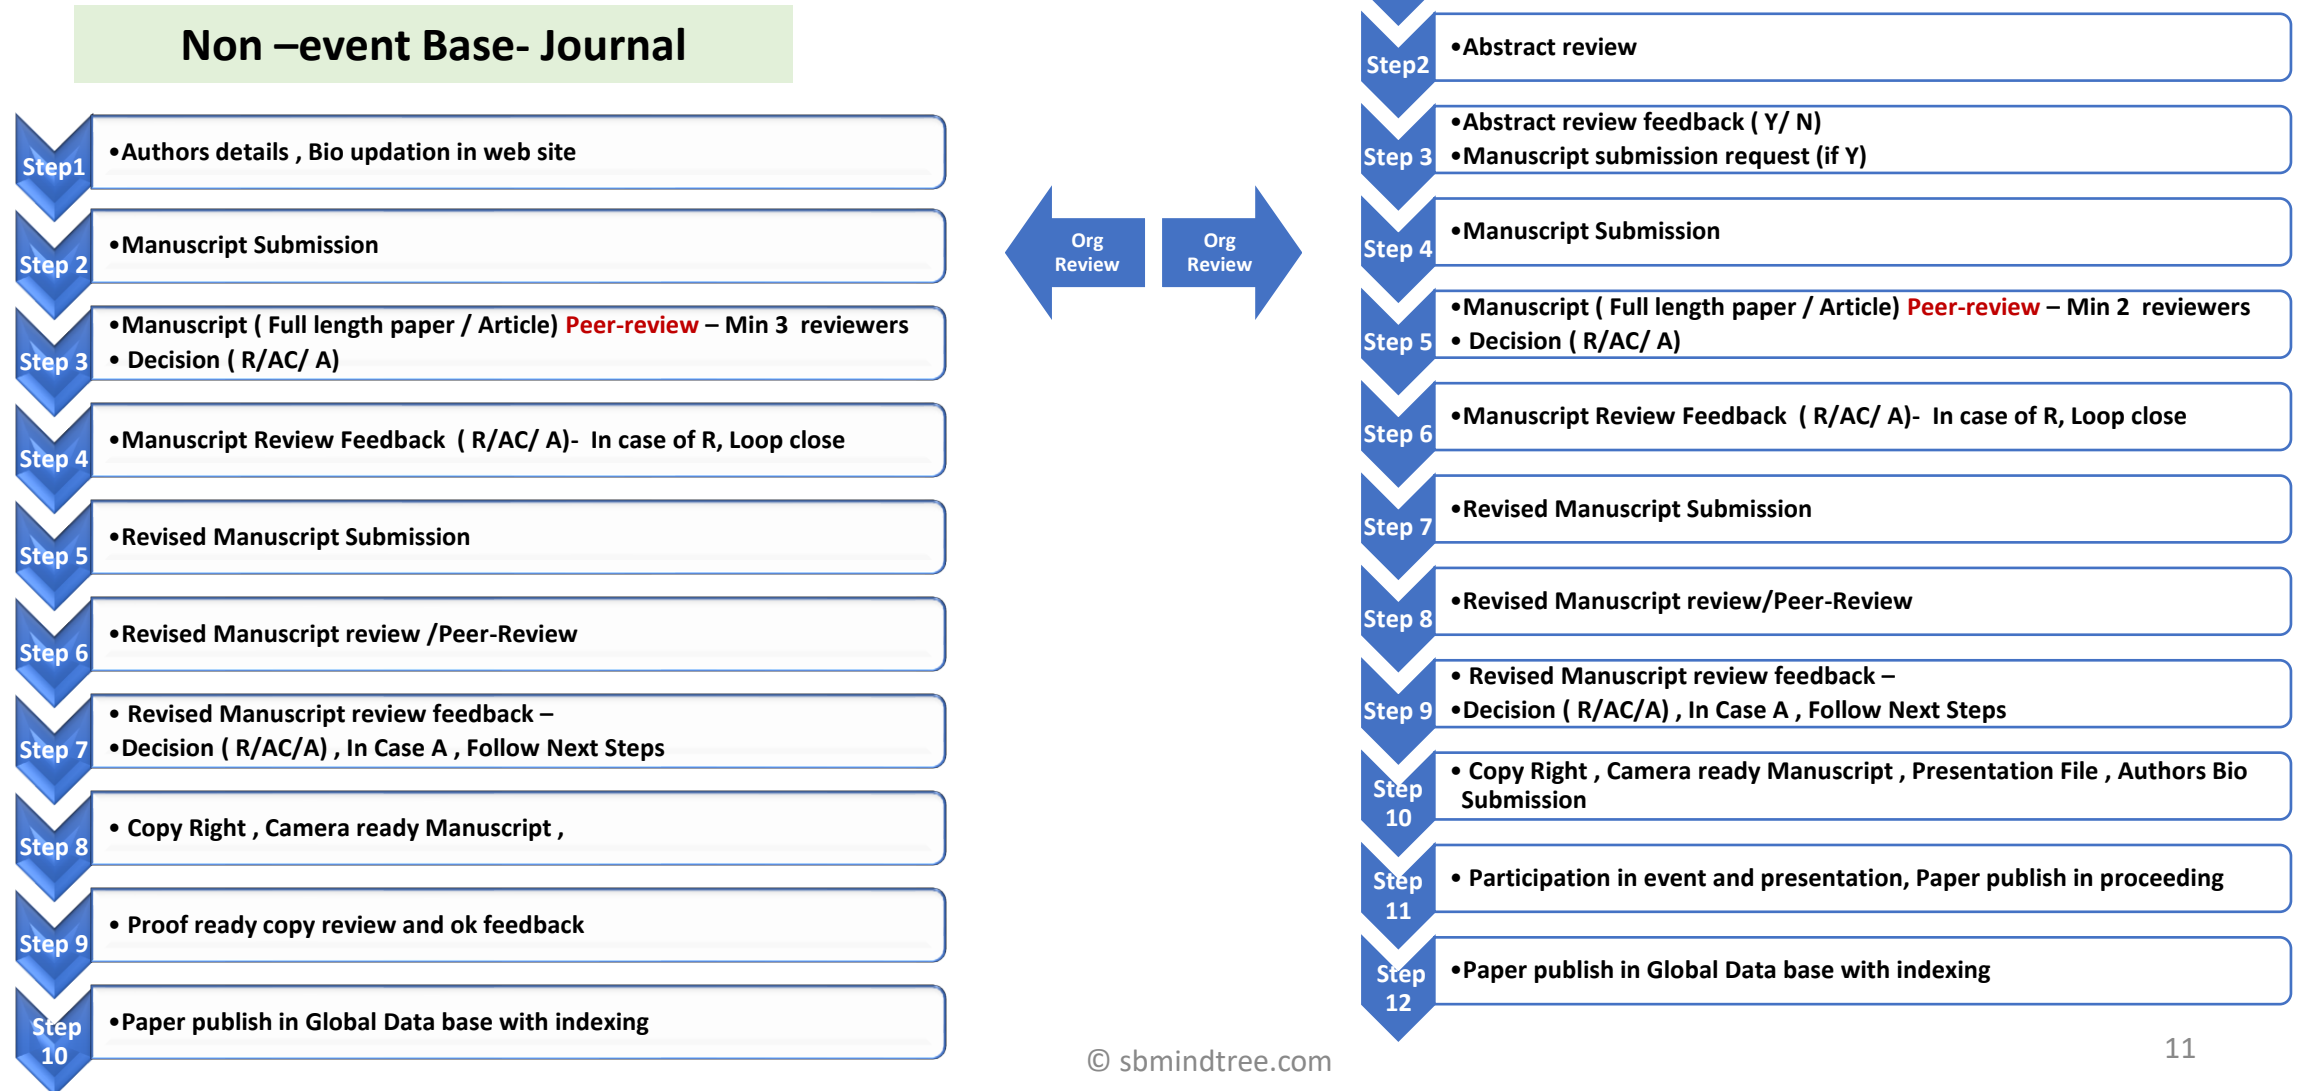 Non –event Base- Journal
Step1
•Authors details , Bio updation in web site
Step 2
•Manuscript Submission
Step 3
•Manuscript ( Full length paper / Article) Peer-review – Min 3  reviewers
• Decision ( R/AC/ A)
Step 4
•Manuscript Review Feedback  ( R/AC/ A)-  In case of R, Loop close
Step 5
•Revised Manuscript Submission
Step 6
•Revised Manuscript review /Peer-Review
Step 7
• Revised Manuscript review feedback –
•Decision ( R/AC/A) , In Case A , Follow Next Steps
Step 8
• Copy Right , Camera ready Manuscript ,
Step 9
• Proof ready copy review and ok feedback
Step
10
•Paper publish in Global Data base with indexing
Org
Review
Org
Review
Step2
•Abstract review
Step 3
•Abstract review feedback ( Y/ N)
•Manuscript submission request (if Y)
Step 4
•Manuscript Submission
Step 5
•Manuscript ( Full length paper / Article) Peer-review – Min 2  reviewers
• Decision ( R/AC/ A)
Step 6
•Manuscript Review Feedback  ( R/AC/ A)-  In case of R, Loop close
Step 7
•Revised Manuscript Submission
Step 8
•Revised Manuscript review/Peer-Review
Step 9
• Revised Manuscript review feedback –
•Decision ( R/AC/A) , In Case A , Follow Next Steps
Step
10
• Copy Right , Camera ready Manuscript , Presentation File , Authors Bio
Submission
Step
11
• Participation in event and presentation, Paper publish in proceeding
Step
12
•Paper publish in Global Data base with indexing
© sbmindtree.com
11